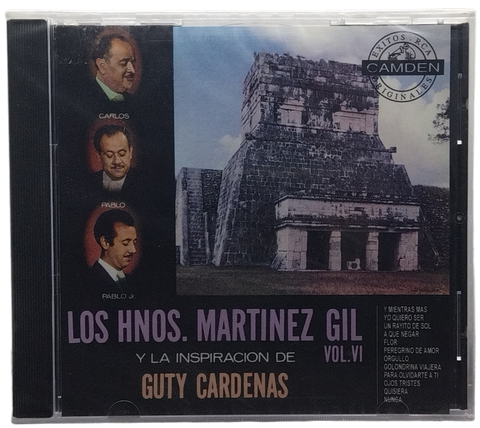 EXITOS - RCA
CAMDEN
ORIGINALES
CARLOS
PABLO
PABLO Jr.
LOS HNOS. MARTINEZ GIL
VOL. VI
Y LA INSPIRACION DE
GUTY CARDENAS
Y MIENTRAS MAS
YO QUIERO SER
UN RAYITO DE SOL
A QUE NEGAR
FLOR
PEREGRINO DE AMOR
ORGULLO
GOLONDRINA VIAJERA
PARA OLVIDARTE A TI
OJOS TRISTES
QUISIERA
NUNCA